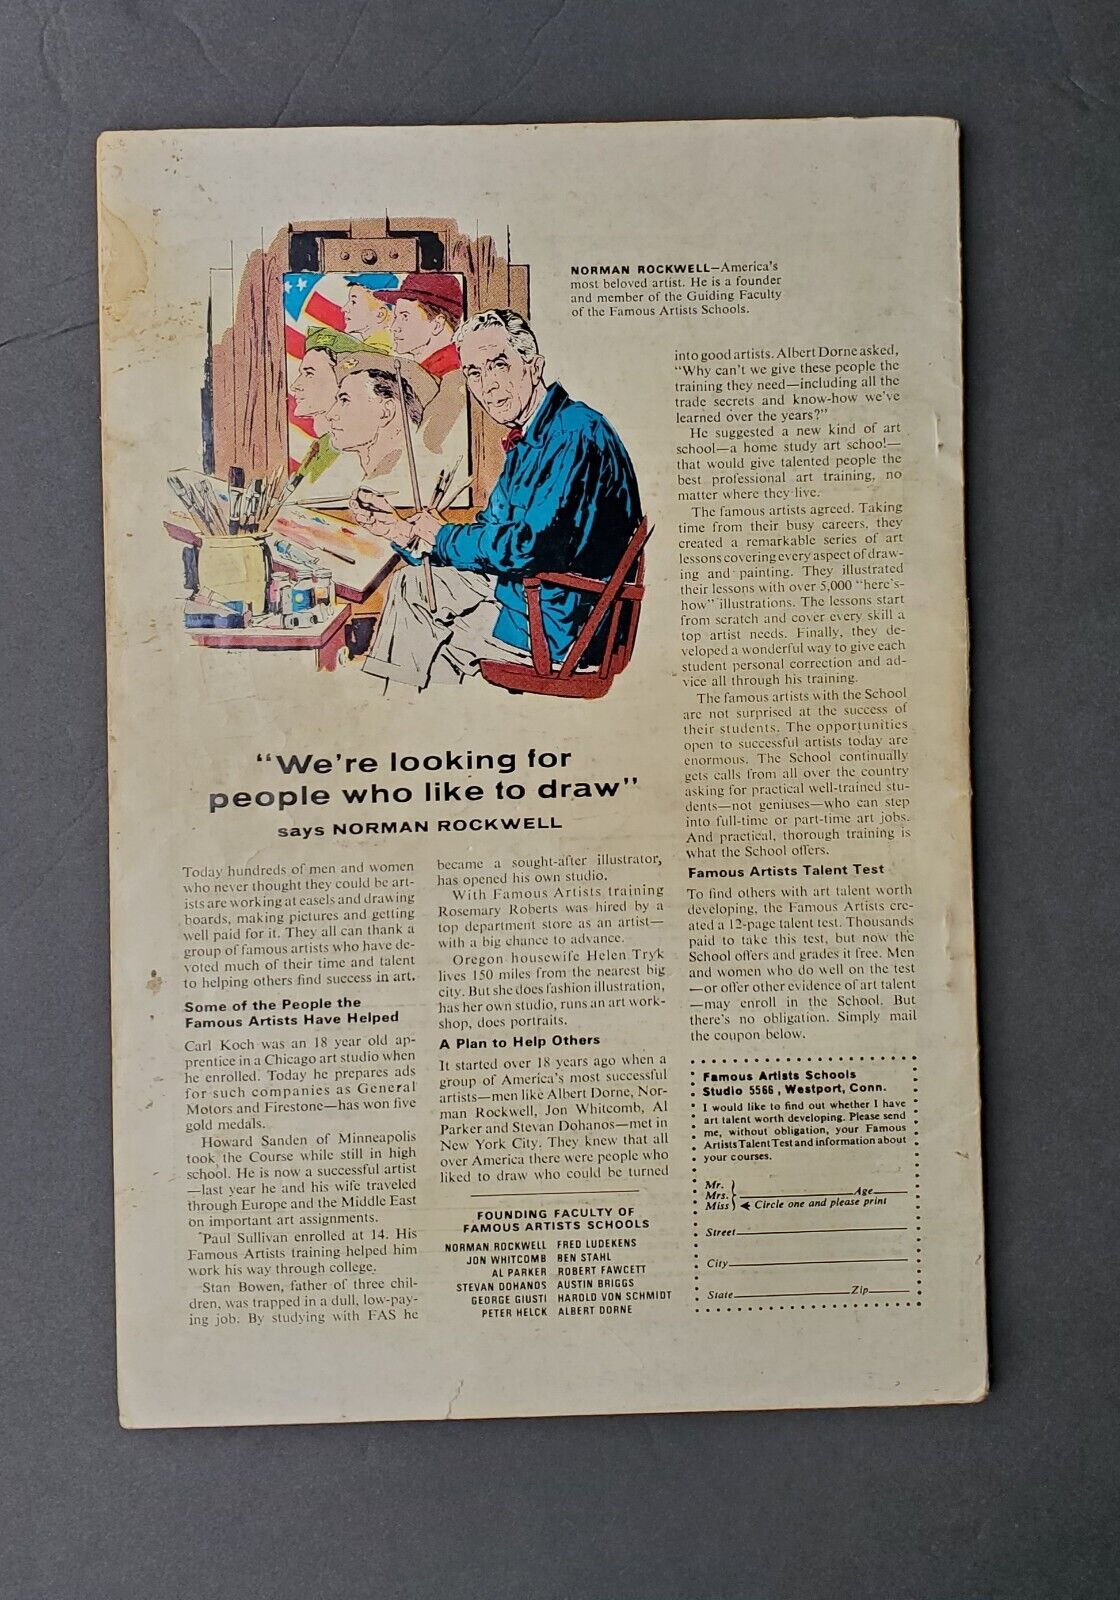 NORMAN ROCKWELL—America's
most beloved artist. He is a founder
and member of the Guiding Faculty
of the Famous Artists Schools.
"We're looking for
people who like to draw"
says NORMAN ROCKWELL
Today hundreds of men and women
who never thought they could be art-
ists are working at easels and drawing
boards, making pictures and getting
well paid for it. They all can thank a
group of famous artists who have de-
voted much of their time and talent
to helping others find success in art.
Some of the People the
Famous Artists Have Helped
Carl Koch was an 18 year old ap-
prentice in a Chicago art studio when
he enrolled. Today he prepares ads
for such companies as General
Motors and Firestone—has won five
gold medals.
Howard Sanden of Minneapolis
took the Course while still in high
school. He is now a successful artist
—last year he and his wife traveled
through Europe and the Middle East
on important art assignments.
Paul Sullivan enrolled at 14. His
Famous Artists training helped him
work his way through college.
Stan Bowen, father of three chil-
dren, was trapped in a dull, low-pay-
ing job. By studying with FAS he
became a sought-after illustrator,
has opened his own studio.
With Famous Artists training
Rosemary Roberts was hired by a
top department store as an artist—
with a big chance to advance.
Oregon housewife Helen Tryk
lives 150 miles from the nearest big
city. But she does fashion illustration,
has her own studio, runs an art work-
shop, does portraits.
A Plan to Help Others
It started over 18 years ago when a
group of America's most successful
artists—men like Albert Dorne, Nor-
man Rockwell, Jon Whitcomb, Al
Parker and Stevan Dohanos—met in
New York City. They knew that all
over America there were people who
liked to draw who could be turned
FOUNDING FACULTY OF
FAMOUS ARTISTS SCHOOLS
NORMAN ROCKWELL FRED LUDEKENS
JON WHITCOMB BEN STAHL
AL PARKER ROBERT FAWCETT
STEVAN DOHANOS AUSTIN BRIGGS
GEORGE GIUSTI HAROLD VON SCHMIDT
PETER HELCK ALBERT DORNE
into good artists. Albert Dorne asked,
"Why can't we give these people the
training they need—including all the
trade secrets and know-how we've
learned over the years?"
He suggested a new kind of art
school—a home study art school—
that would give talented people the
best professional art training, no
matter where they live.
The famous artists agreed. Taking
time from their busy careers, they
created a remarkable series of art
lessons covering every aspect of draw-
ing and painting. They illustrated
their lessons with over 5,000 "here's-
how" illustrations. The lessons start
from scratch and cover every skill a
top artist needs. Finally, they de-
veloped a wonderful way to give each
student personal correction and ad-
vice all through his training.
The famous artists with the School
are not surprised at the success of
their students. The opportunities
open to successful artists today are
enormous. The School continually
gets calls from all over the country
asking for practical well-trained stu-
dents—not geniuses—who can step
into full-time or part-time art jobs.
And practical, thorough training is
what the School offers.
Famous Artists Talent Test
To find others with art talent worth
developing, the Famous Artists cre-
ated a 12-page talent test. Thousands
paid to take this test, but now the
School offers and grades it free. Men
and women who do well on the test
—or offer other evidence of art talent
—may enroll in the School. But
there's no obligation. Simply mail
the coupon below.
Famous Artists Schools
Studio 5566, Westport, Conn.
I would like to find out whether I have
art talent worth developing. Please send
me, without obligation, your Famous
Artists Talent Test and information about
your courses.
Mr.
Mrs. Age
Miss Circle one and please print
Street
City
State Zip